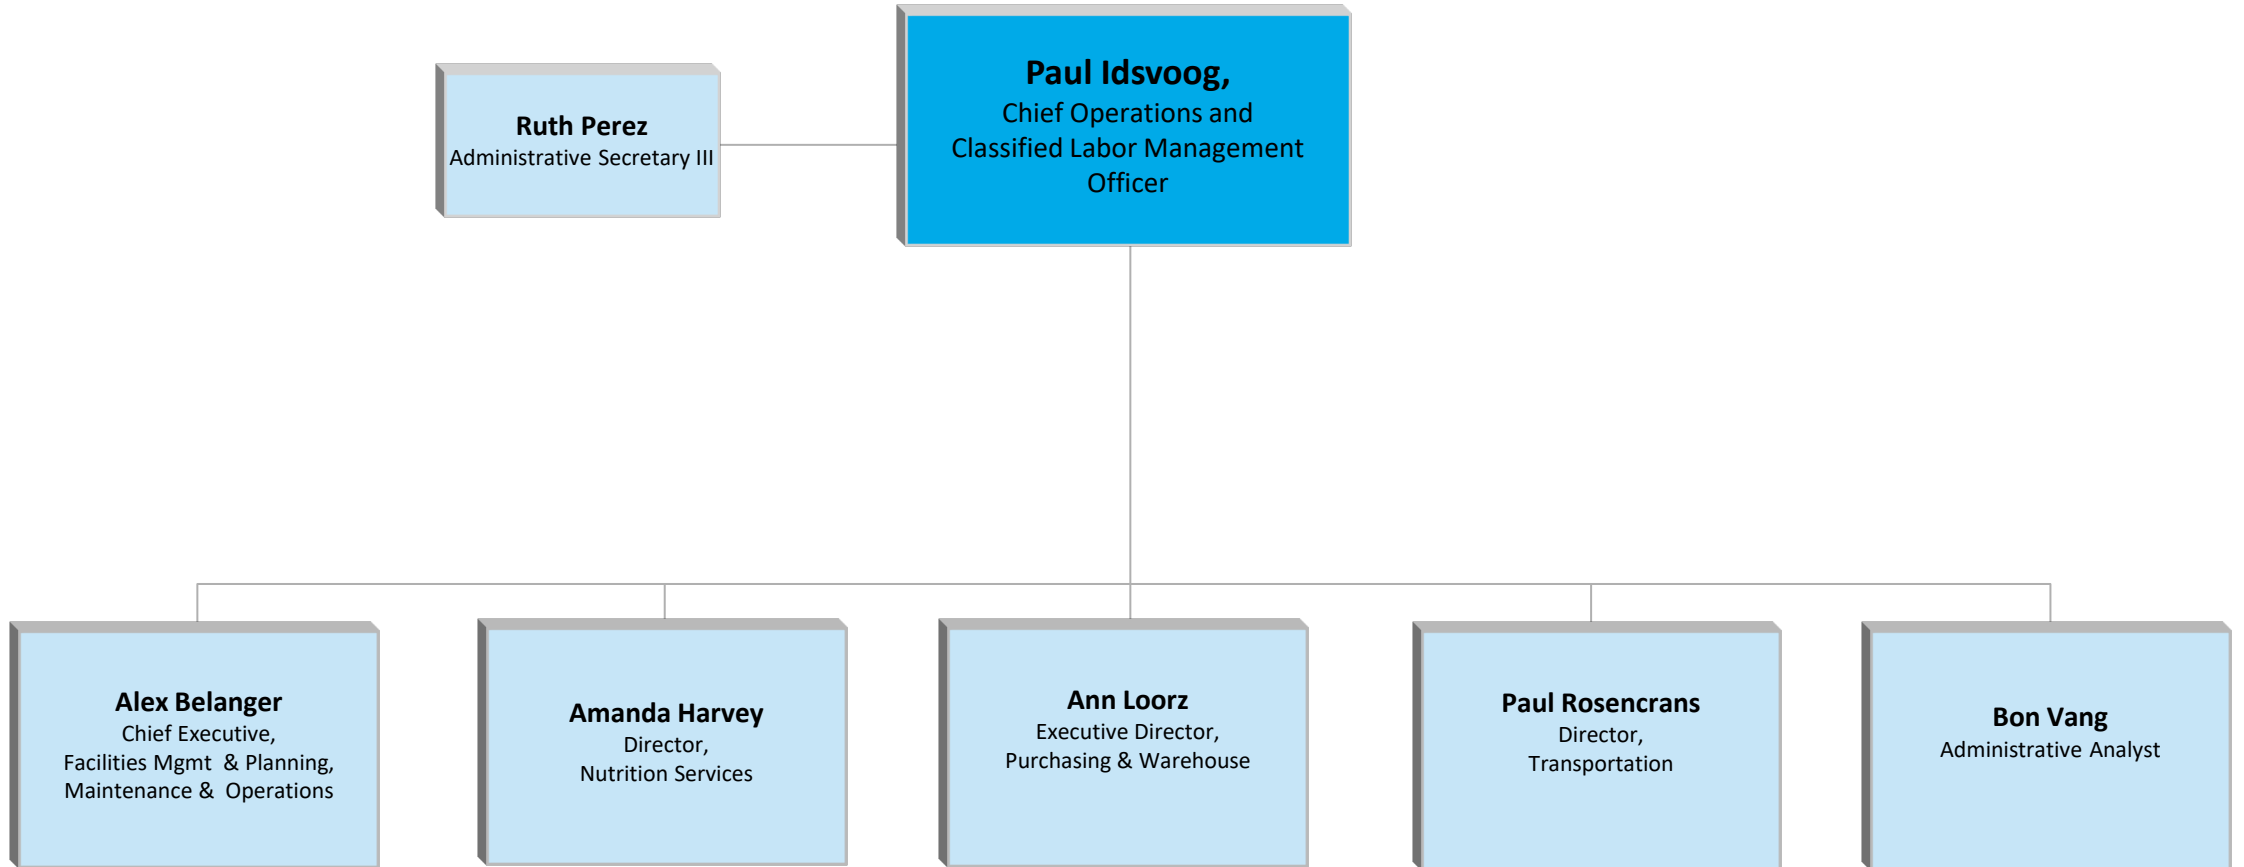 Paul Idsvoog,
Chief Operations and
Classified Labor Management
Officer
Ruth Perez
Administrative Secretary III
Alex Belanger
Chief Executive,
Facilities Mgmt  & Planning,
Maintenance &  Operations
Amanda Harvey
Director,
Nutrition Services
Ann Loorz
Executive Director,
Purchasing & Warehouse
Paul Rosencrans
Director,
Transportation
Bon Vang
Administrative Analyst